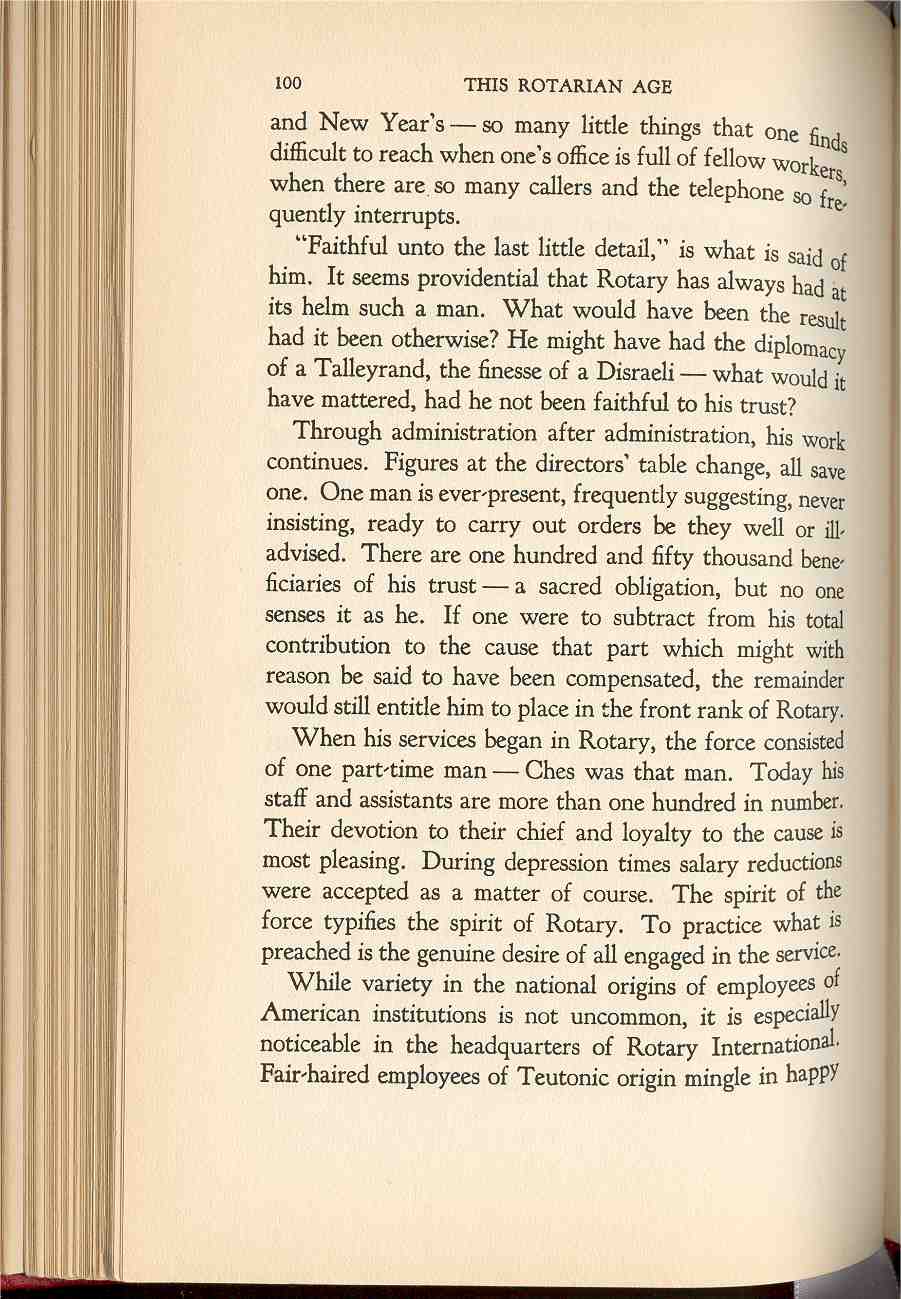 100 THIS ROTARIAN AGE
and New Year's — so many little things that one finds
difficult to reach when one's office is full of fellow workers,
when there are so many callers and the telephone so fre-
quently interrupts.
"Faithful unto the last little detail," is what is said of
him. It seems providential that Rotary has always had at
its helm such a man. What would have been the result
had it been otherwise? He might have had the diplomacy
of a Talleyrand, the finesse of a Disraeli — what would it
have mattered, had he not been faithful to his trust?
Through administration after administration, his work
continues. Figures at the directors' table change, all save
one. One man is ever-present, frequently suggesting, never
insisting, ready to carry out orders be they well or ill-
advised. There are one hundred and fifty thousand bene-
ficiaries of his trust — a sacred obligation, but no one
senses it as he. If one were to subtract from his total
contribution to the cause that part which might with
reason be said to have been compensated, the remainder
would still entitle him to place in the front rank of Rotary.
When his services began in Rotary, the force consisted
of one part-time man — Ches was that man. Today his
staff and assistants are more than one hundred in number.
Their devotion to their chief and loyalty to the cause is
most pleasing. During depression times salary reductions
were accepted as a matter of course. The spirit of the
force typifies the spirit of Rotary. To practice what is
preached is the genuine desire of all engaged in the service.
While variety in the national origins of employees of
American institutions is not uncommon, it is especially
noticeable in the headquarters of Rotary International.
Fair-haired employees of Teutonic origin mingle in happy